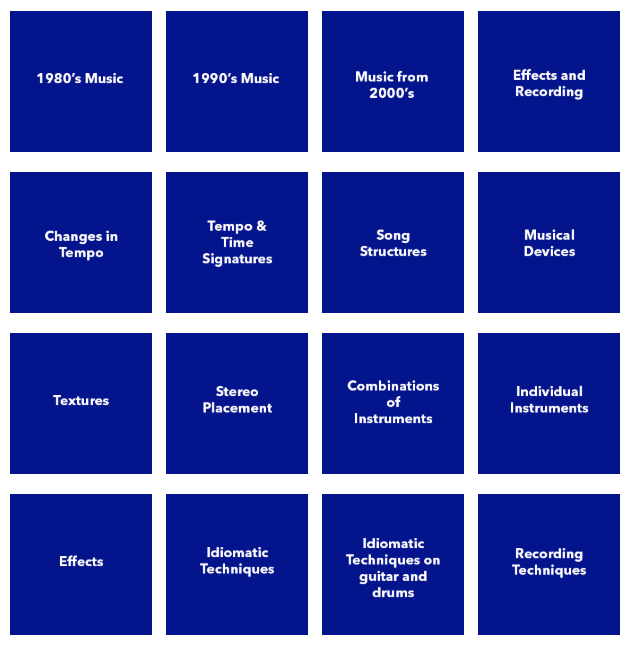 1980’s Music
1990’s Music
Music from
2000’s
Effects and
Recording
Changes in
Tempo
Tempo &
Time
Signatures
Song
Structures
Musical
Devices
Textures
Stereo
Placement
Combinations
of
Instruments
Individual
Instruments
Effects
Idiomatic
Techniques
Idiomatic
Techniques on
guitar and
drums
Recording
Techniques